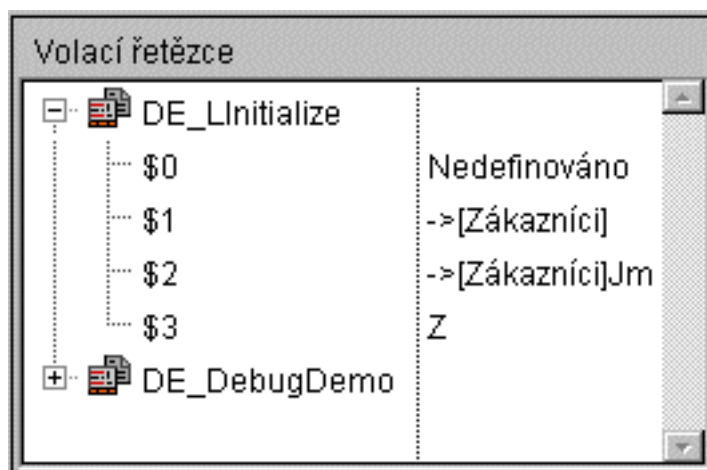 Volací řetězce
DE_LInitialize
$0 Nedefinováno
$1 ->[Zákazníci]
$2 ->[Zákazníci]Jm
$3 Z
DE_DebugDemo